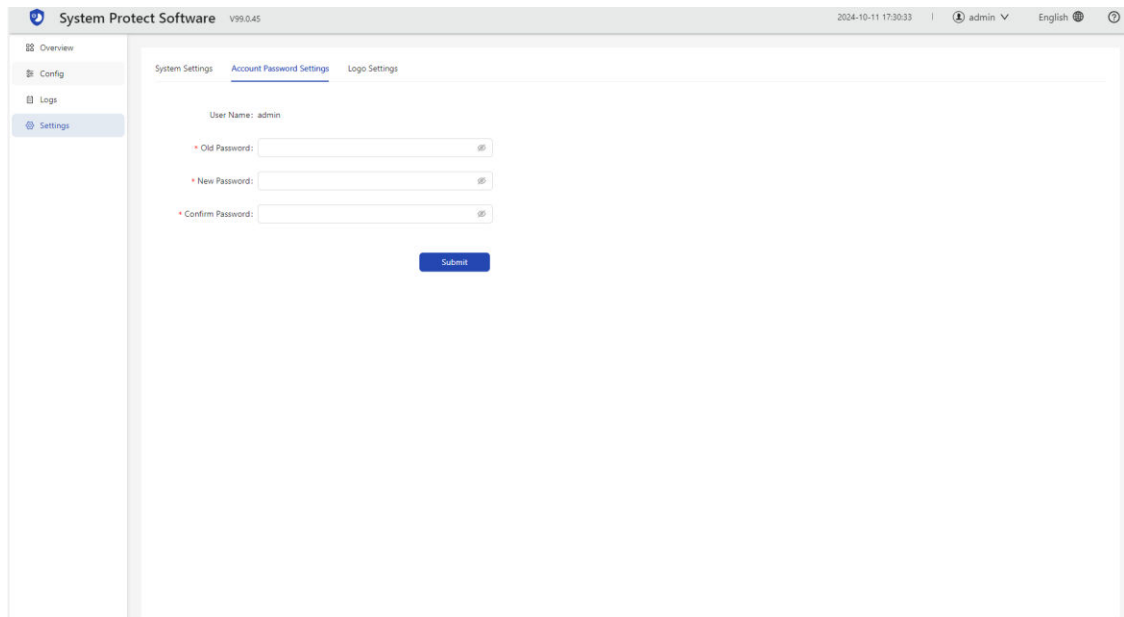 System Protect Software V99.0.45 2024-10-11 17:30:33 | admin English
Overview
Config
Logs
Settings
System Settings Account Password Settings Logo Settings
User Name: admin
* Old Password:
* New Password:
* Confirm Password:
Submit